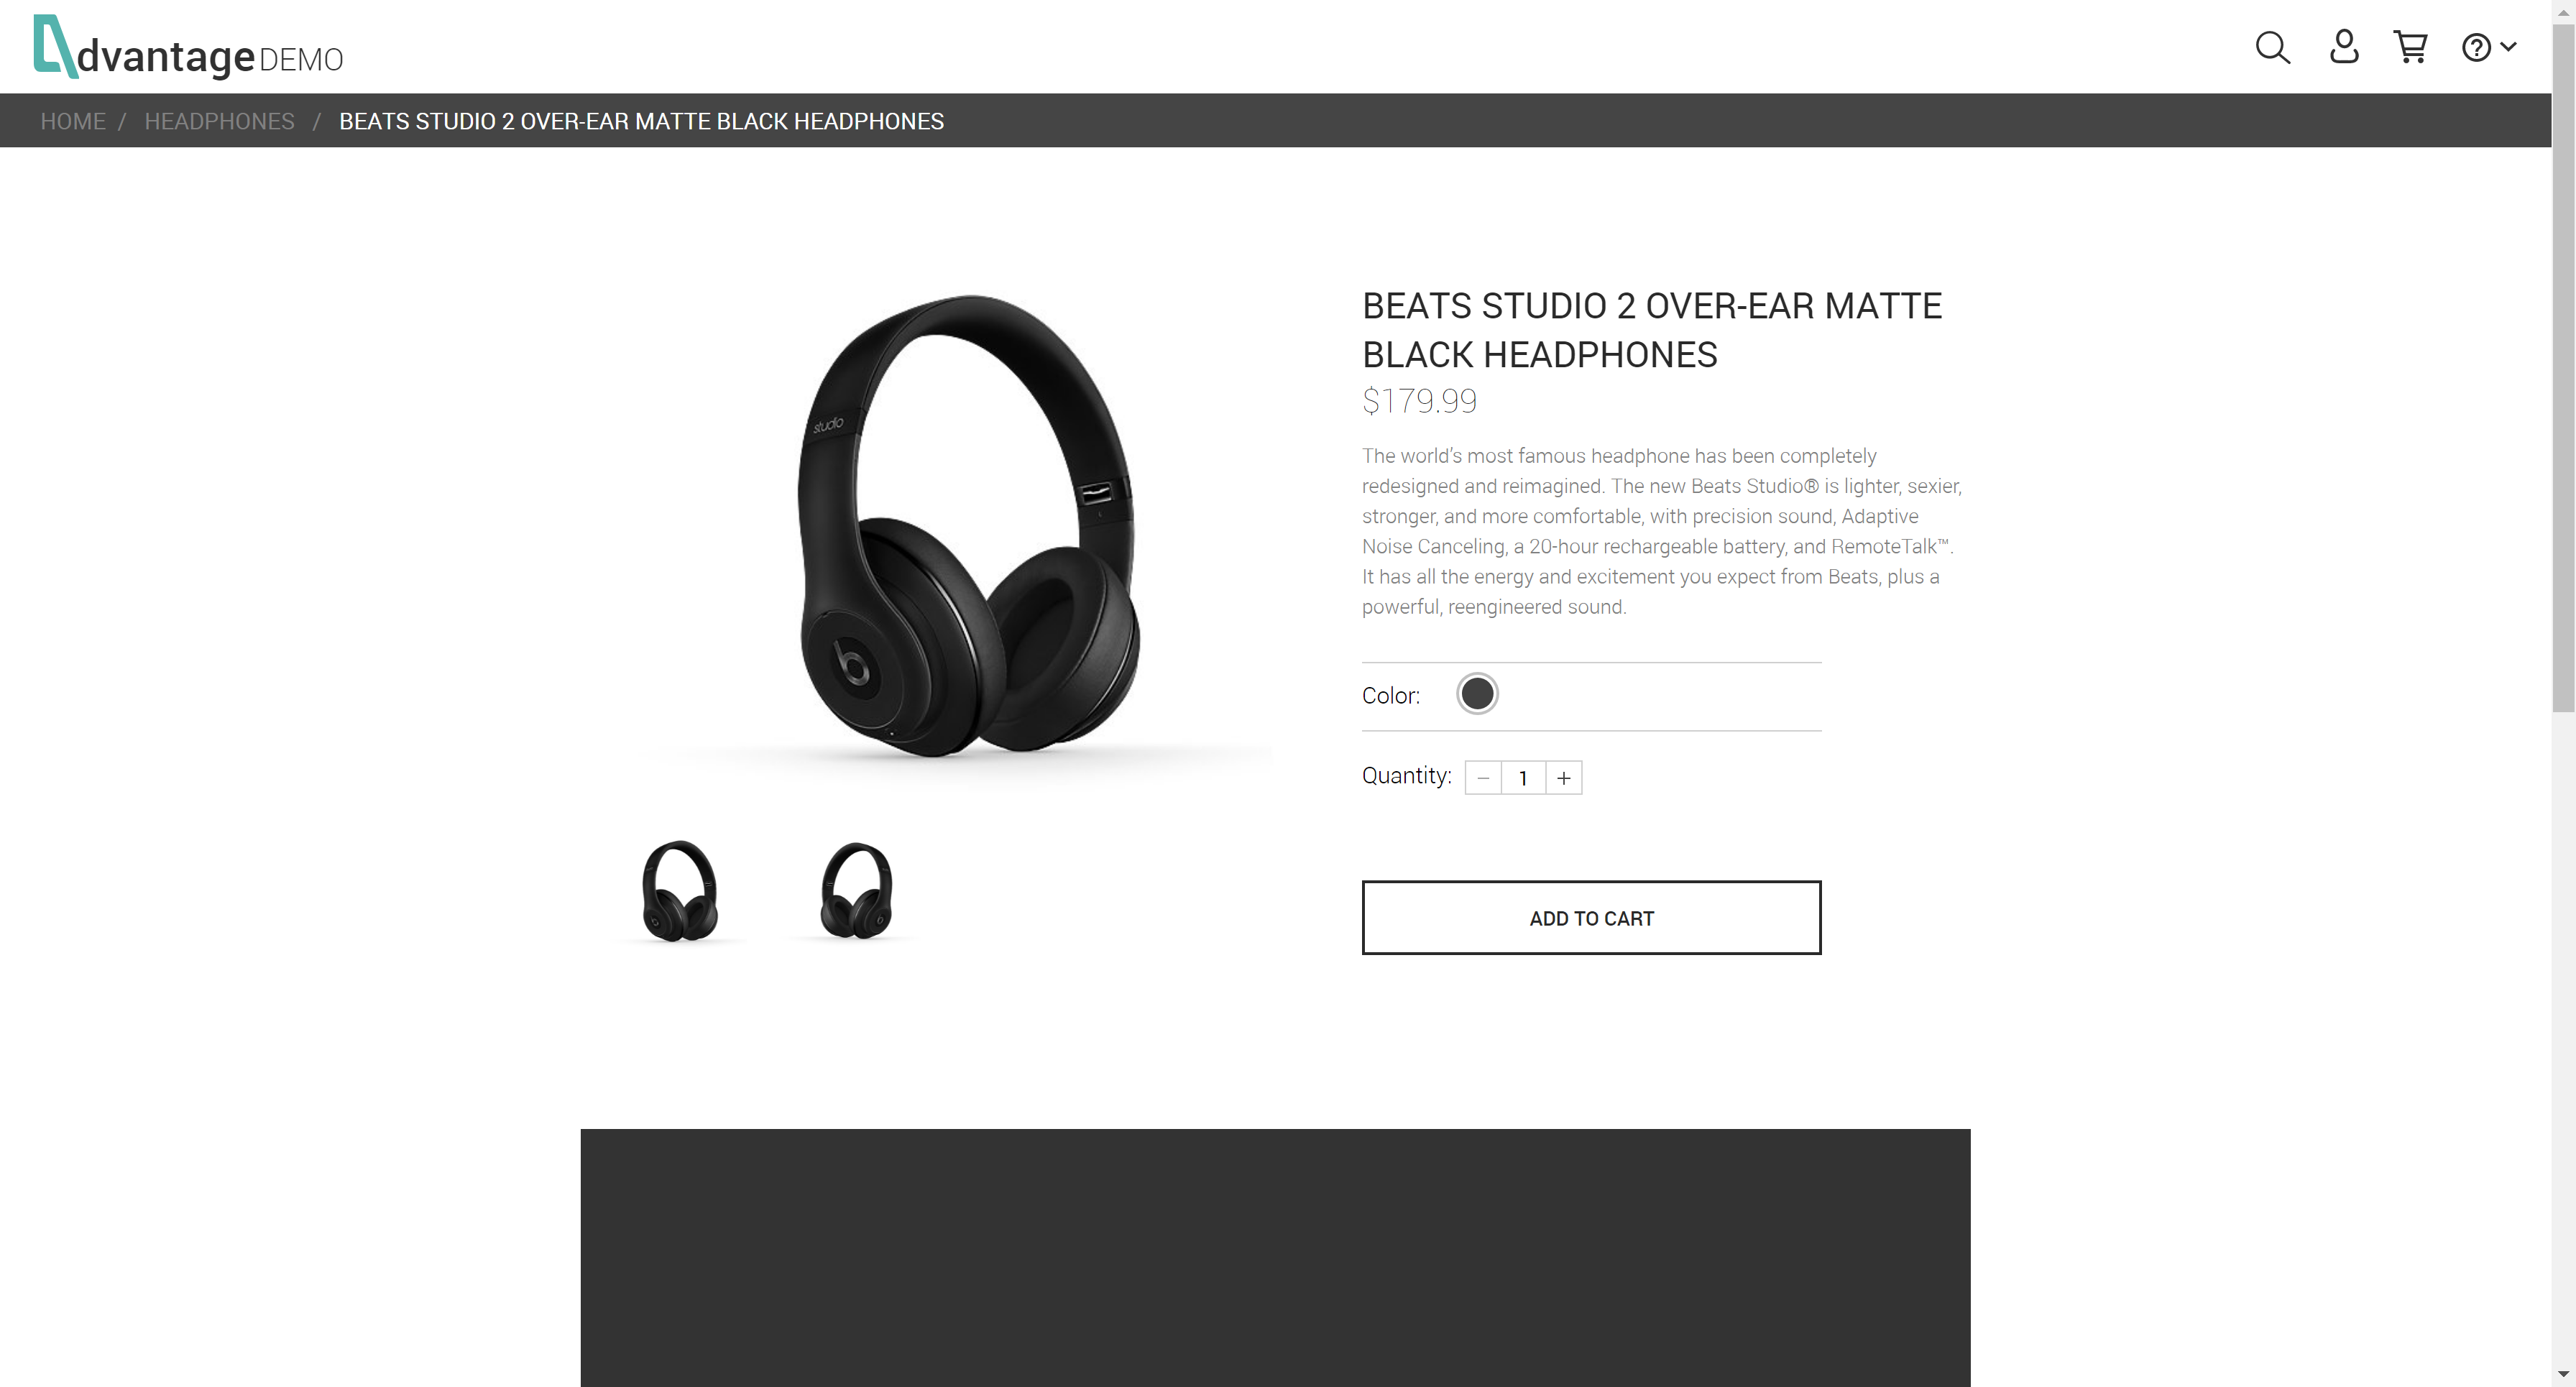 dvantage DEMO
HOME / HEADPHONES / BEATS STUDIO 2 OVER-EAR MATTE BLACK HEADPHONES
studio
BEATS STUDIO 2 OVER-EAR MATTE
BLACK HEADPHONES
$179.99
The world’s most famous headphone has been completely
redesigned and reimagined. The new Beats Studio® is lighter, sexier,
stronger, and more comfortable, with precision sound, Adaptive
Noise Canceling, a 20-hour rechargeable battery, and RemoteTalk™.
It has all the energy and excitement you expect from Beats, plus a
powerful, reengineered sound.
Color:
Quantity: − 1 +
ADD TO CART